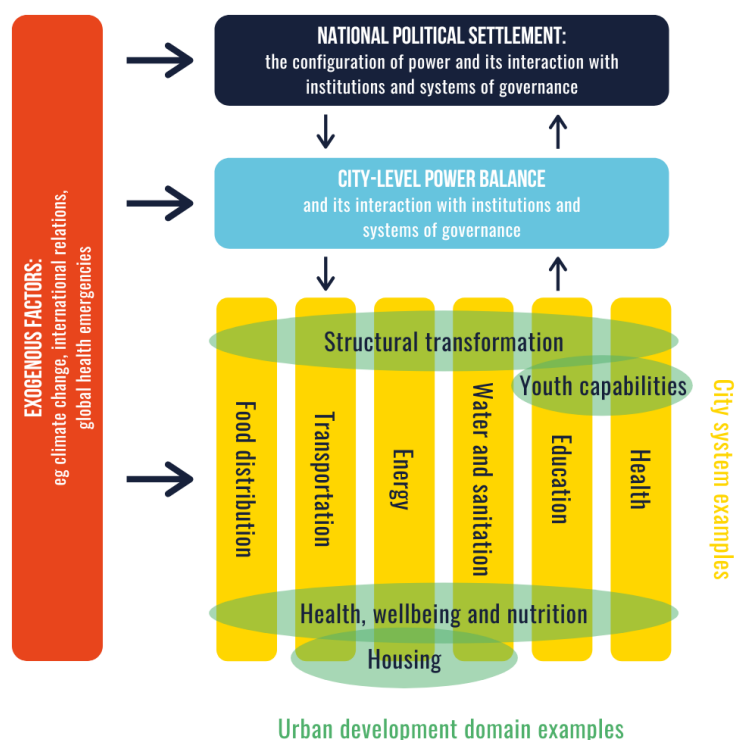 EXOGENOUS FACTORS:
eg climate change, international relations,
global health emergencies
NATIONAL POLITICAL SETTLEMENT:
the configuration of power and its interaction with
institutions and systems of governance
CITY-LEVEL POWER BALANCE
and its interaction with institutions and
systems of governance
Structural transformation
Youth capabilities
Food distribution
Transportation
Energy
Water and sanitation
Education
Health
City system examples
Health, wellbeing and nutrition
Housing
Urban development domain examples